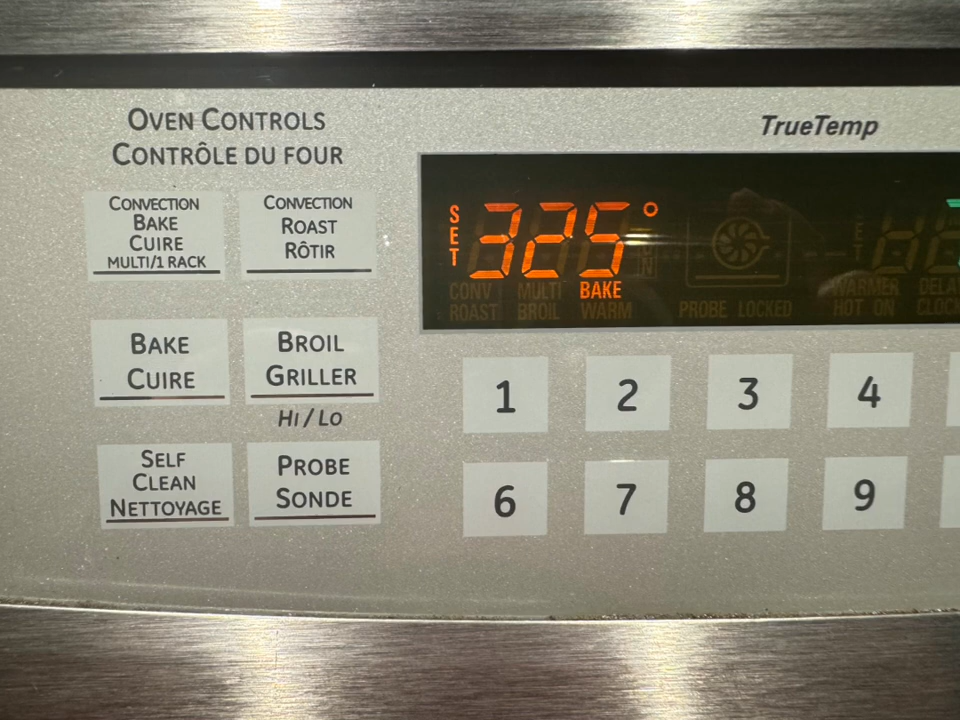 OVEN CONTROLS
CONTRÔLE DU FOUR
TrueTemp
CONVECTION
BAKE
CUIRE
MULTI/1 RACK
CONVECTION
ROAST
RÔTIR
SET
325°
CONV MULTI BAKE
ROAST BROIL WARM
PROBE LOCKED
WARMER
HOT ON
BAKE
CUIRE
BROIL
GRILLER
HI / LO
SELF
CLEAN
NETTOYAGE
PROBE
SONDE
1 2 3 4
6 7 8 9